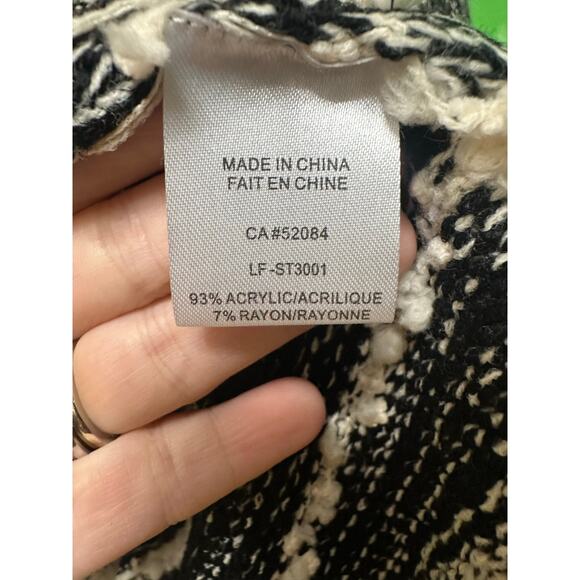 MADE IN CHINA
FAIT EN CHINE
CA#52084
LF-ST3001
93% ACRYLIC/ACRILIQUE
7% RAYON/RAYONNE